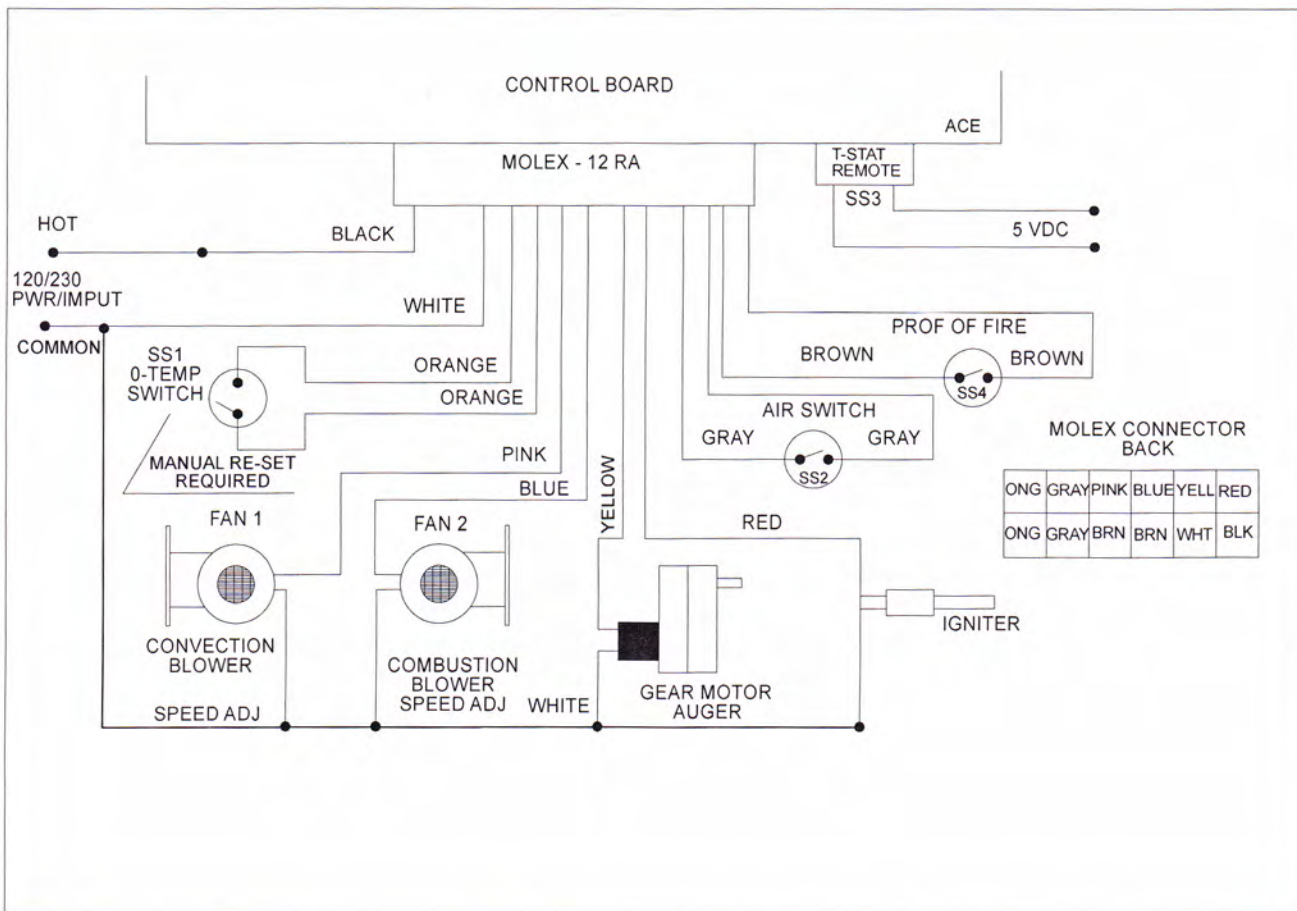 CONTROL BOARD
ACE
MOLEX - 12 RA
T-STAT
REMOTE
SS3
HOT
BLACK
5 VDC
120/230
PWR/IMPUT
WHITE
COMMON
PROF OF FIRE
SS1
0-TEMP
SWITCH
ORANGE
ORANGE
BROWN
BROWN
SS4
AIR SWITCH
GRAY
GRAY
SS2
MANUAL RE-SET
REQUIRED
PINK
BLUE
YELLOW
RED
MOLEX CONNECTOR
BACK
ONG GRAY PINK BLUE YELL RED
ONG GRAY BRN BRN WHT BLK
FAN 1
FAN 2
IGNITER
CONVECTION
BLOWER
COMBUSTION
BLOWER
SPEED ADJ
GEAR MOTOR
AUGER
SPEED ADJ
WHITE